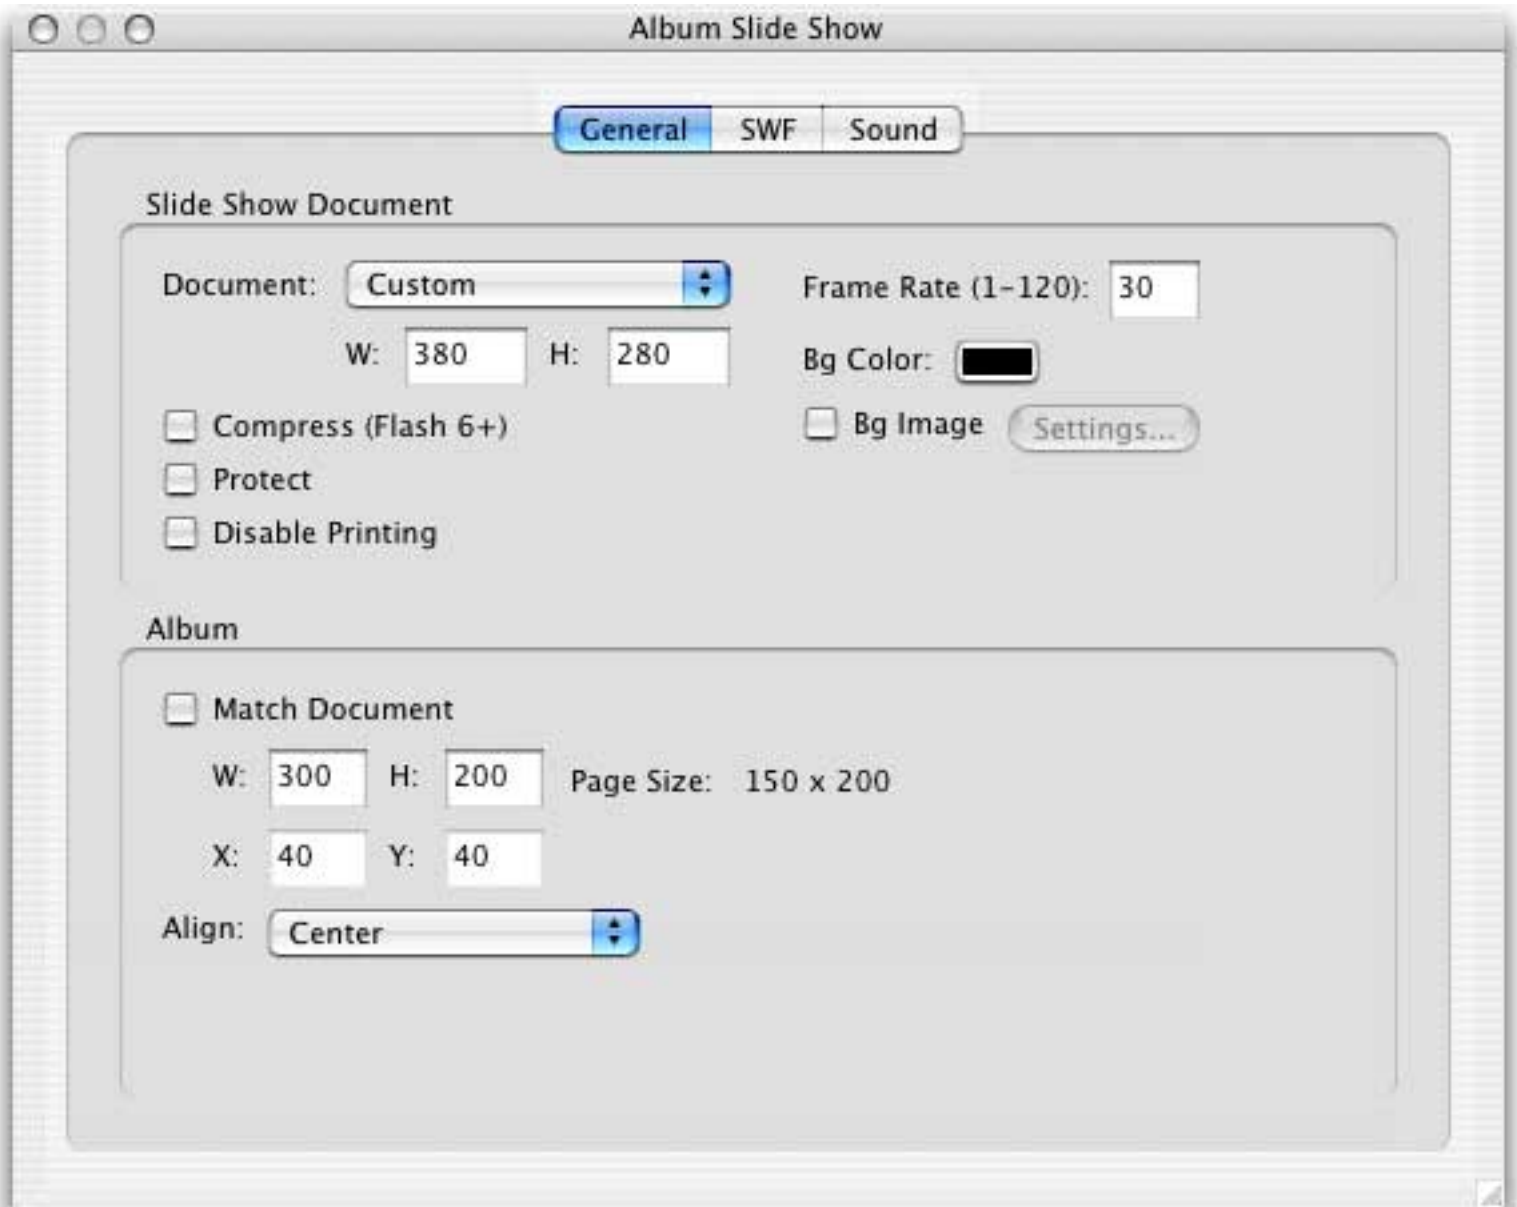 Album Slide Show
General SWF Sound
Slide Show Document
Document: Custom
Frame Rate (1-120): 30
W: 380 H: 280
Bg Color:
Compress (Flash 6+)
Bg Image Settings...
Protect
Disable Printing
Album
Match Document
W: 300 H: 200 Page Size: 150 x 200
X: 40 Y: 40
Align: Center